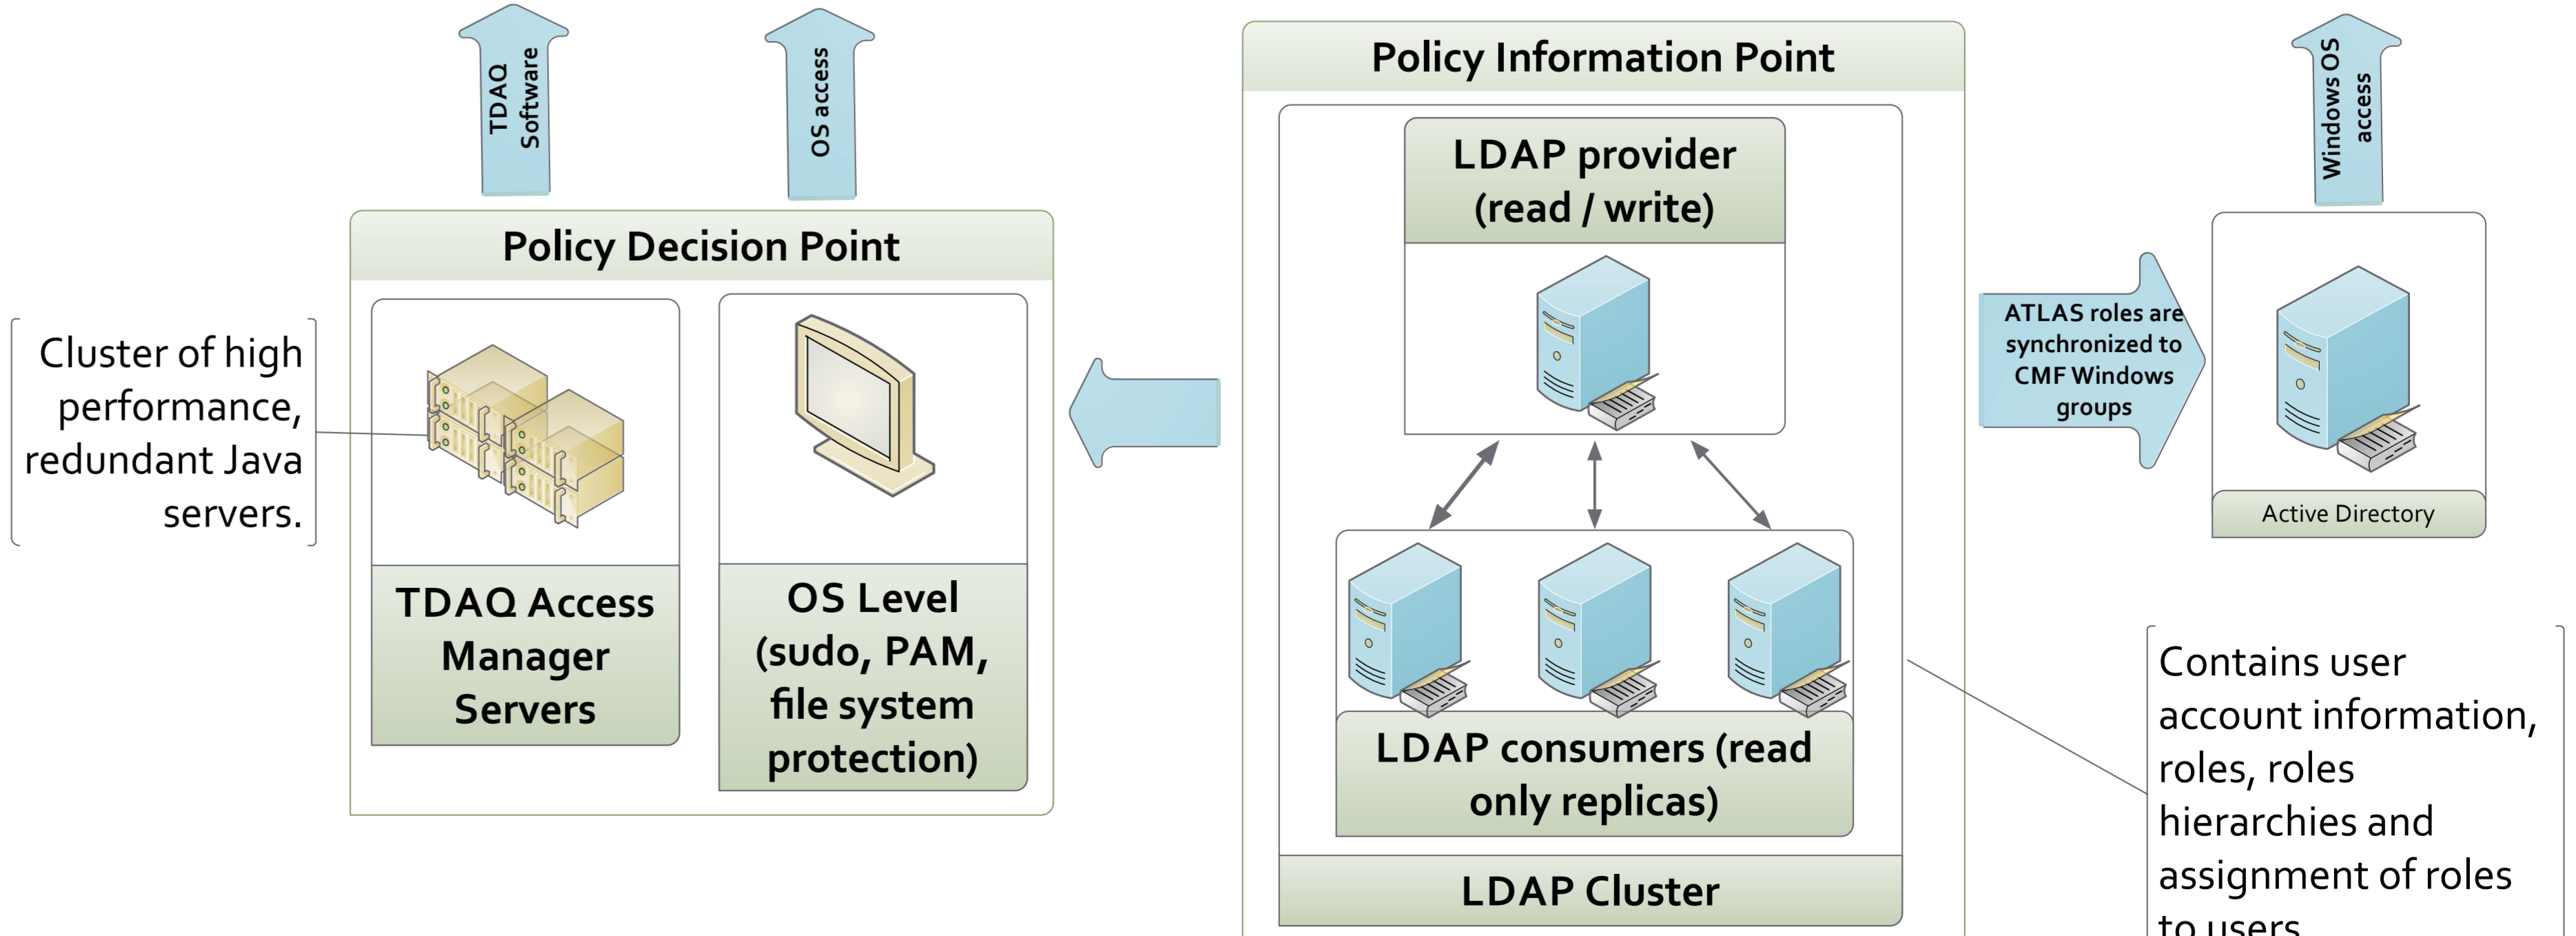 TDAQ
Software
OS access
Policy Information Point
Windows OS
access
LDAP provider
(read / write)
Policy Decision Point
Cluster of high
performance,
redundant Java
servers.
ATLAS roles are
synchronized to
CMF Windows
groups
Active Directory
TDAQ Access
Manager
Servers
OS Level
(sudo, PAM,
file system
protection)
LDAP consumers (read
only replicas)
LDAP Cluster
Contains user
account information,
roles, roles
hierarchies and
assignment of roles
to users